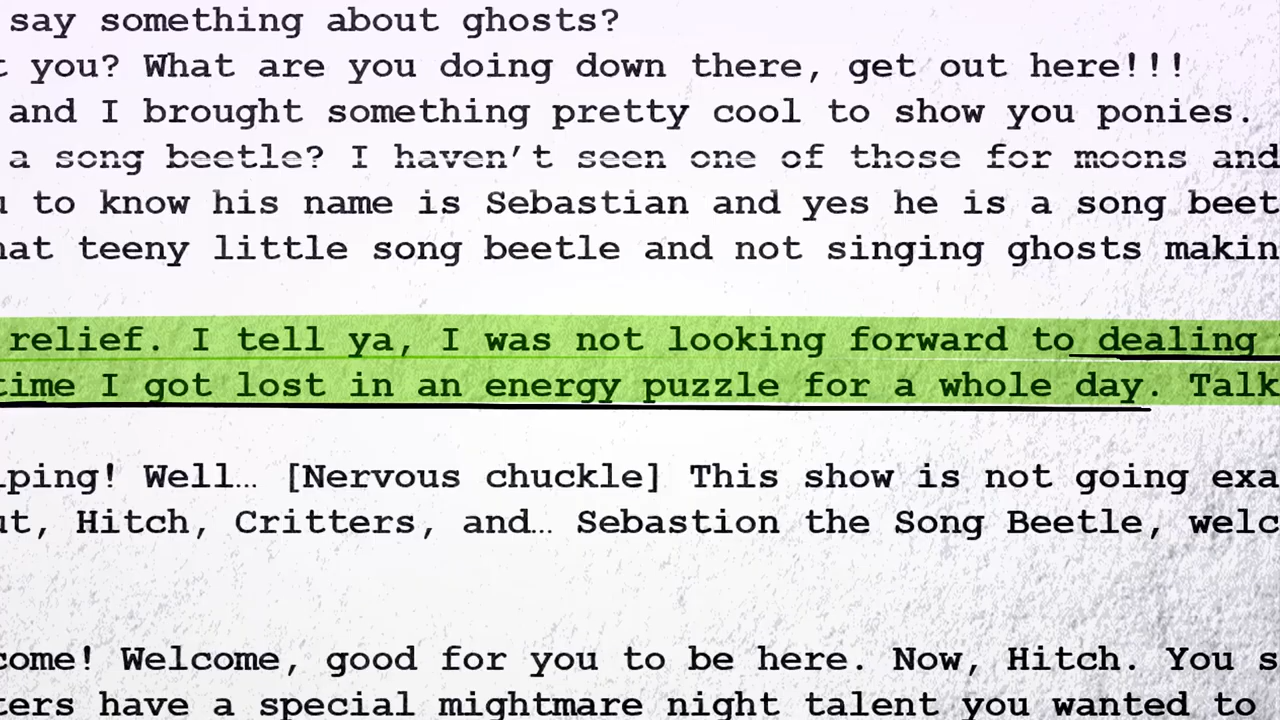 say something about ghosts?
you? What are you doing down there, get out here!!!
and I brought something pretty cool to show you ponies.
a song beetle? I haven't seen one of those for moons and
to know his name is Sebastian and yes he is a song beet
hat teeny little song beetle and not singing ghosts makin
relief. I tell ya, I was not looking forward to dealing
time I got lost in an energy puzzle for a whole day. Talk
ping! Well… [Nervous chuckle] This show is not going exa
ut, Hitch, Critters, and… Sebastion the Song Beetle, welc
come! Welcome, good for you to be here. Now, Hitch. You s
ters have a special mightmare night talent you wanted to